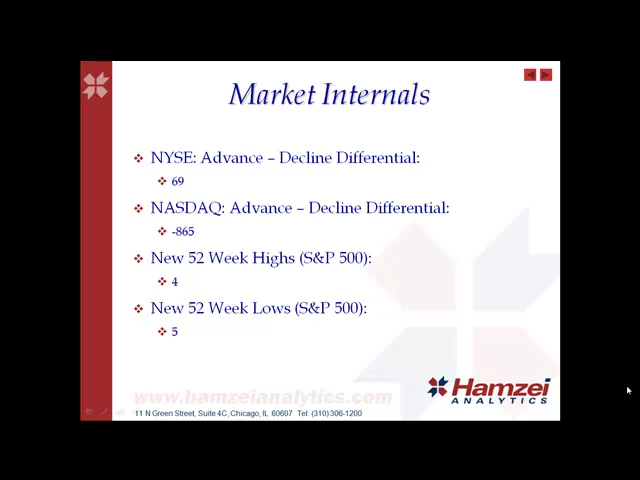 Market Internals
NYSE: Advance – Decline Differential:
69
NASDAQ: Advance – Decline Differential:
-865
New 52 Week Highs (S&P 500):
4
New 52 Week Lows (S&P 500):
5
Hamzei
ANALYTICS
www.hamzeianalytics.com
11 N Green Street, Suite 4C, Chicago, IL 60607 Tel: (310) 306-1200